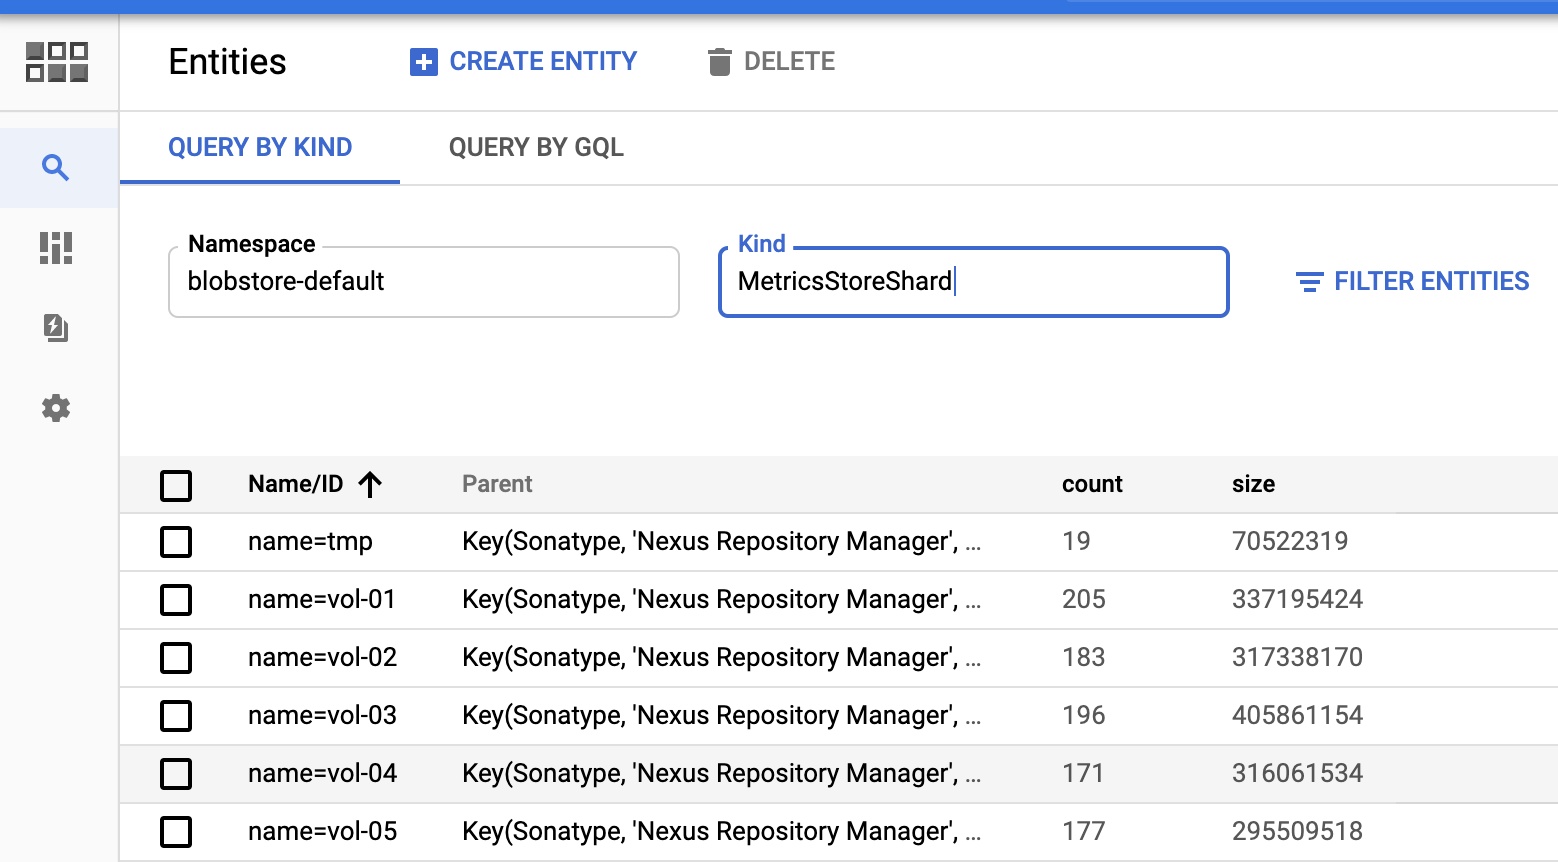 Entities CREATE ENTITY DELETE
QUERY BY KIND QUERY BY GQL
Namespace Kind
blobstore-default MetricsStoreShard FILTER ENTITIES
Name/ID Parent count size
name=tmp Key(Sonatype, 'Nexus Repository Manager', ... 19 70522319
name=vol-01 Key(Sonatype, 'Nexus Repository Manager', ... 205 337195424
name=vol-02 Key(Sonatype, 'Nexus Repository Manager', ... 183 317338170
name=vol-03 Key(Sonatype, 'Nexus Repository Manager', ... 196 405861154
name=vol-04 Key(Sonatype, 'Nexus Repository Manager', ... 171 316061534
name=vol-05 Key(Sonatype, 'Nexus Repository Manager', ... 177 295509518